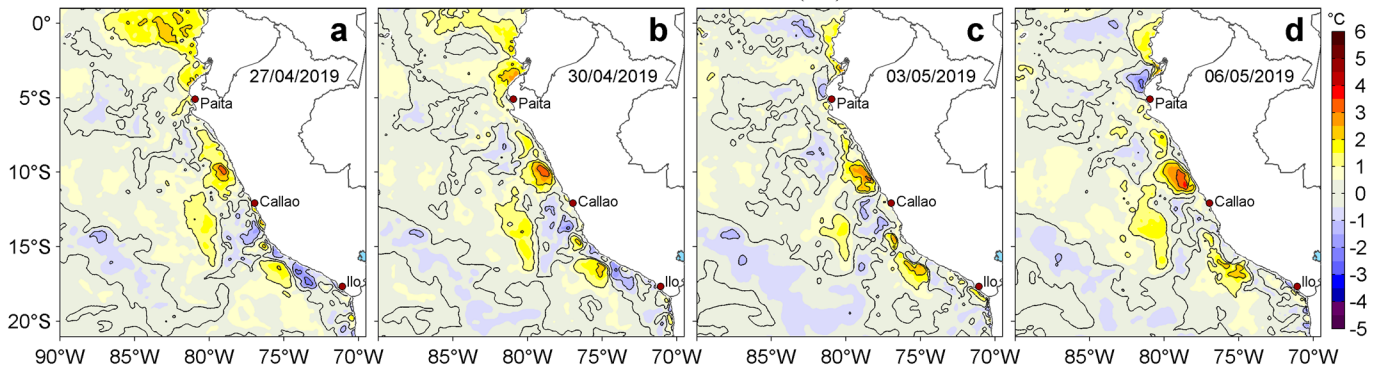 a
27/04/2019
Paita
Callao
Ilo
b
30/04/2019
Paita
Callao
Ilo
c
03/05/2019
Paita
Callao
Ilo
d
06/05/2019
Paita
Callao
Ilo
0°
5°S
10°S
15°S
20°S
90°W 85°W 80°W 75°W 70°W
85°W 80°W 75°W 70°W
85°W 80°W 75°W 70°W
85°W 80°W 75°W 70°W
°C
6
5
4
3
2
1
0
-1
-2
-3
-4
-5